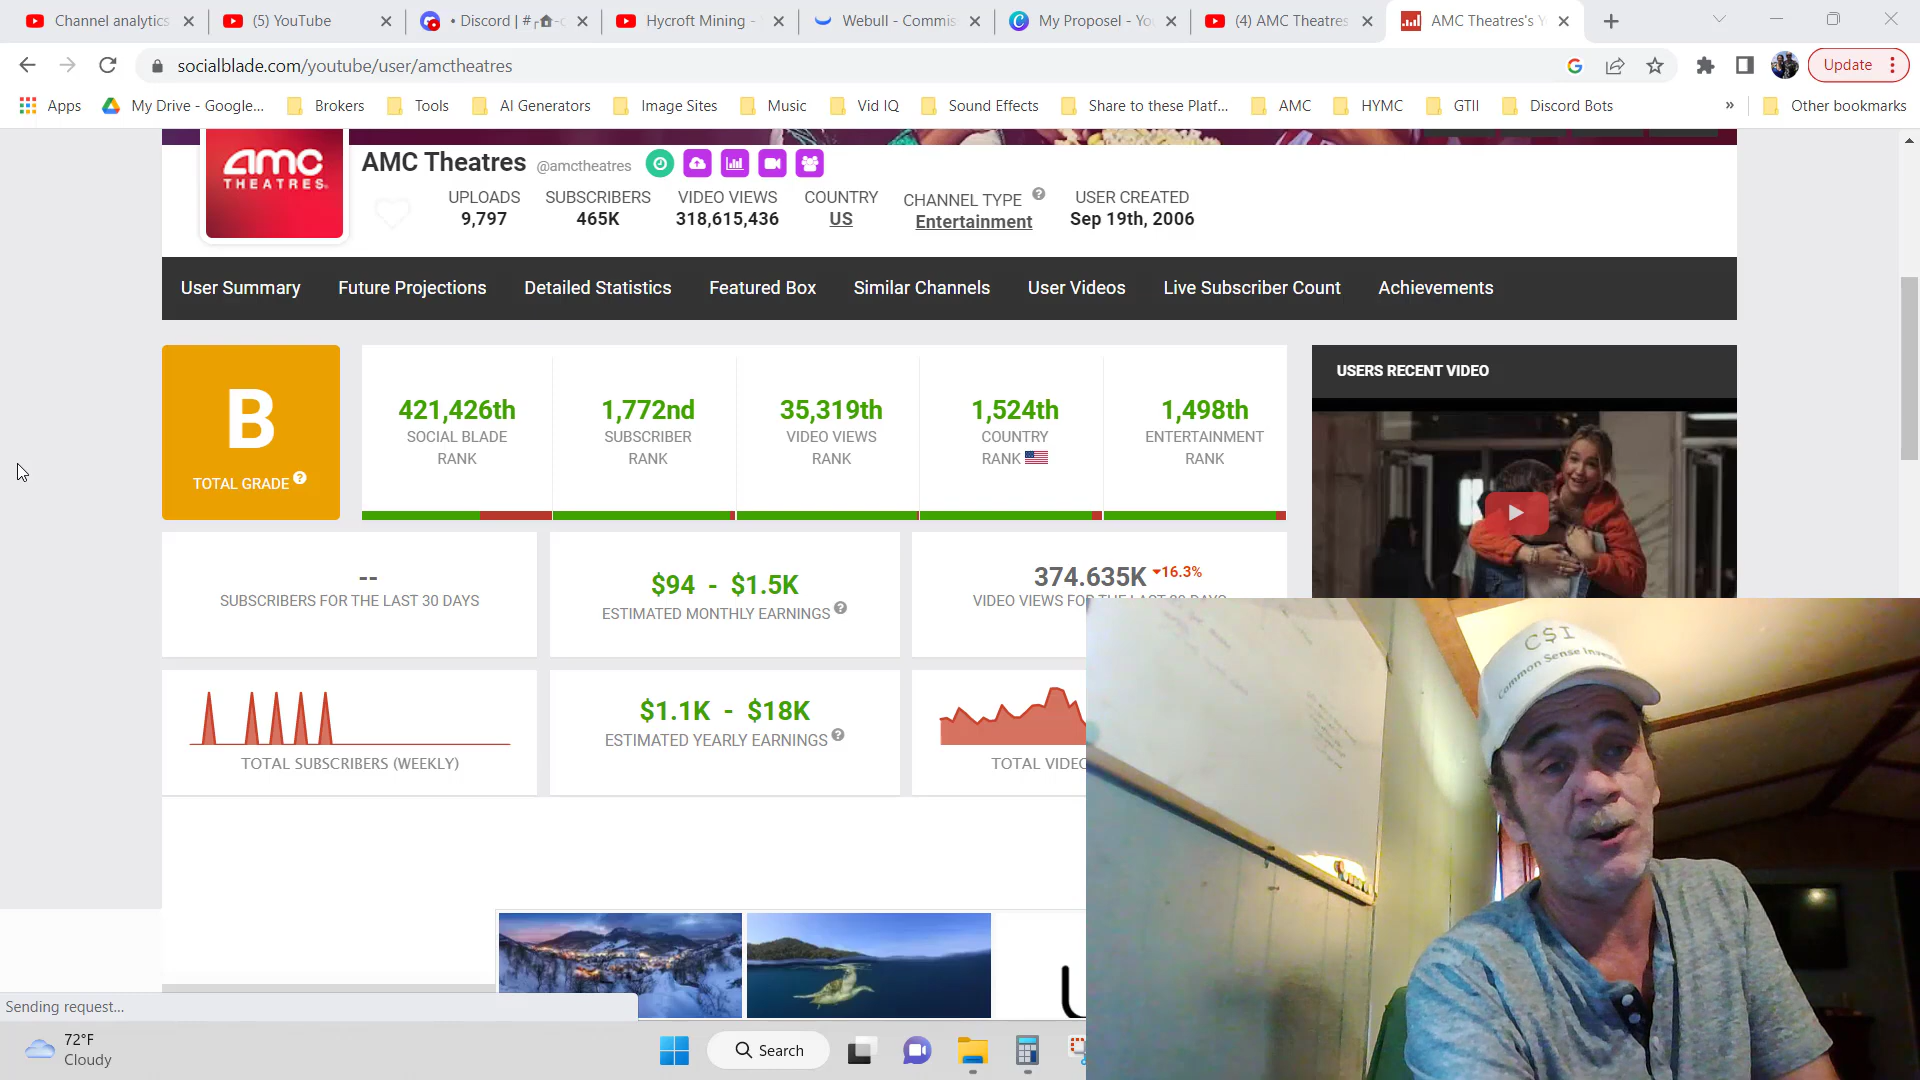 Channel analytics
(5) YouTube
• Discord | #
Hycroft Mining -
Webull - Commis
My Proposel - Yo
(4) AMC Theatres
AMC Theatres's Y
socialblade.com/youtube/user/amctheatres
Update
Apps
My Drive - Google...
Brokers
Tools
AI Generators
Image Sites
Music
Vid IQ
Sound Effects
Share to these Platf...
AMC
HYMC
GTII
Discord Bots
»
Other bookmarks
amc
THEATRES
AMC Theatres @amctheatres
UPLOADS
9,797
SUBSCRIBERS
465K
VIDEO VIEWS
318,615,436
COUNTRY
US
CHANNEL TYPE
Entertainment
USER CREATED
Sep 19th, 2006
User Summary
Future Projections
Detailed Statistics
Featured Box
Similar Channels
User Videos
Live Subscriber Count
Achievements
B
TOTAL GRADE
421,426th
SOCIAL BLADE
RANK
1,772nd
SUBSCRIBER
RANK
35,319th
VIDEO VIEWS
RANK
1,524th
COUNTRY
RANK
1,498th
ENTERTAINMENT
RANK
USERS RECENT VIDEO
--
SUBSCRIBERS FOR THE LAST 30 DAYS
$94 - $1.5K
ESTIMATED MONTHLY EARNINGS
374.635K 16.3%
VIDEO VIEWS FOR THE LAST 30 DAYS
TOTAL SUBSCRIBERS (WEEKLY)
$1.1K - $18K
ESTIMATED YEARLY EARNINGS
TOTAL VIDEO
C$I
Common Sense
Sending request...
72°F
Cloudy
Search